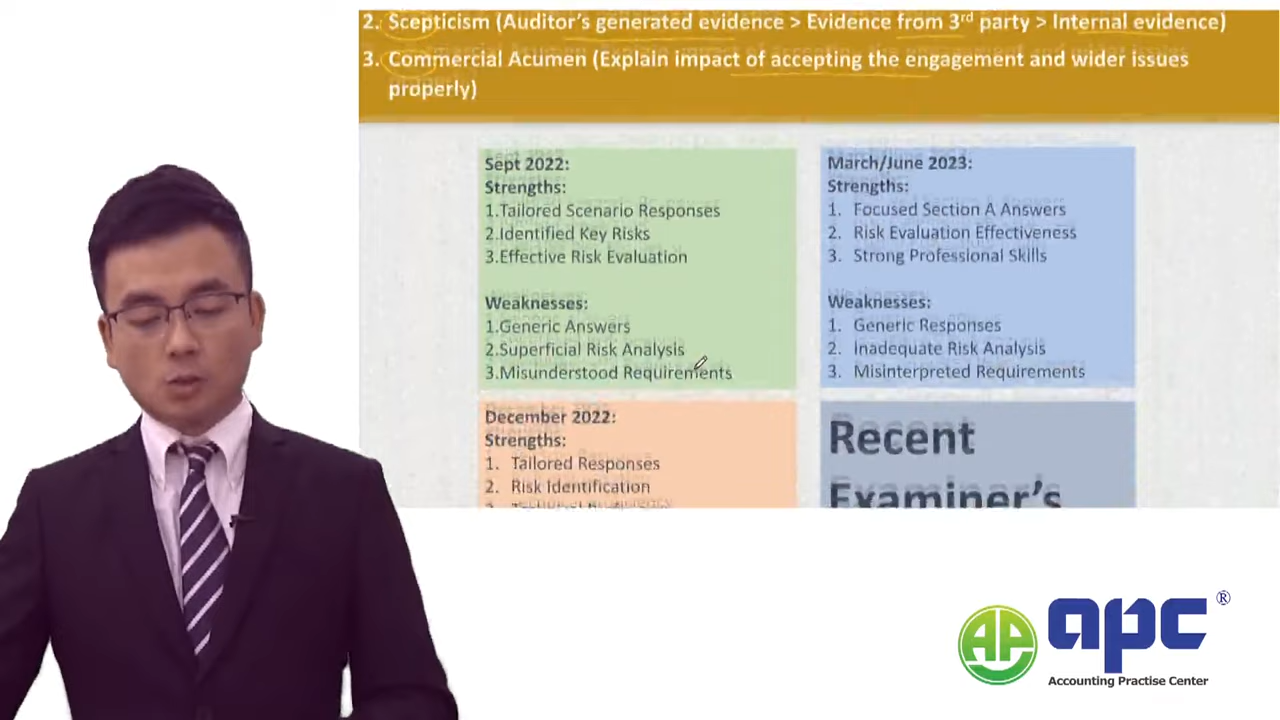 2. Scepticism (Auditor's generated evidence > Evidence from 3rd party > Internal evidence)
3. Commercial Acumen (Explain impact of accepting the engagement and wider issues
properly)
Sept 2022:
Strengths:
1.Tailored Scenario Responses
2.Identified Key Risks
3.Effective Risk Evaluation
Weaknesses:
1.Generic Answers
2.Superficial Risk Analysis
3.Misunderstood Requirements
March/June 2023:
Strengths:
1. Focused Section A Answers
2. Risk Evaluation Effectiveness
3. Strong Professional Skills
Weaknesses:
1. Generic Responses
2. Inadequate Risk Analysis
3. Misinterpreted Requirements
December 2022:
Strengths:
1. Tailored Responses
2. Risk Identification
Recent
Examiner's
AP
apc®
Accounting Practise Center